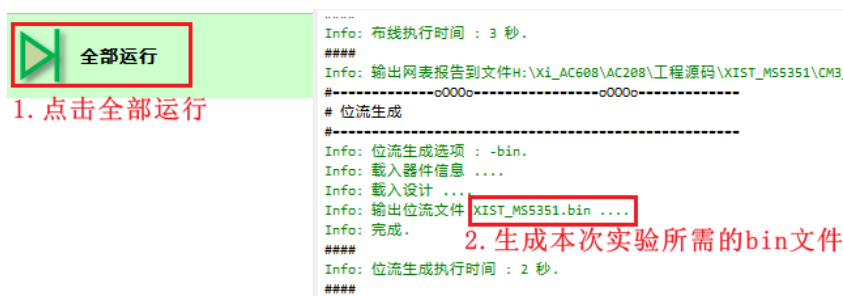 全部运行
1.点击全部运行
Info: 布线执行时间 : 3 秒.
####
Info: 输出网表报告到文件H:\Xi_AC608\AC208\工程源码\XIST_MS5351\CM3_
#-------------oOOOo----------------oOOOo-------------
# 位流生成
#----------------------------------------------------
Info: 位流生成选项 : -bin.
Info: 载入器件信息 ....
Info: 载入设计 ....
Info: 输出位流文件 XIST_MS5351.bin ....
Info: 完成.
2.生成本次实验所需的bin文件
####
Info: 位流生成执行时间 : 2 秒.
####